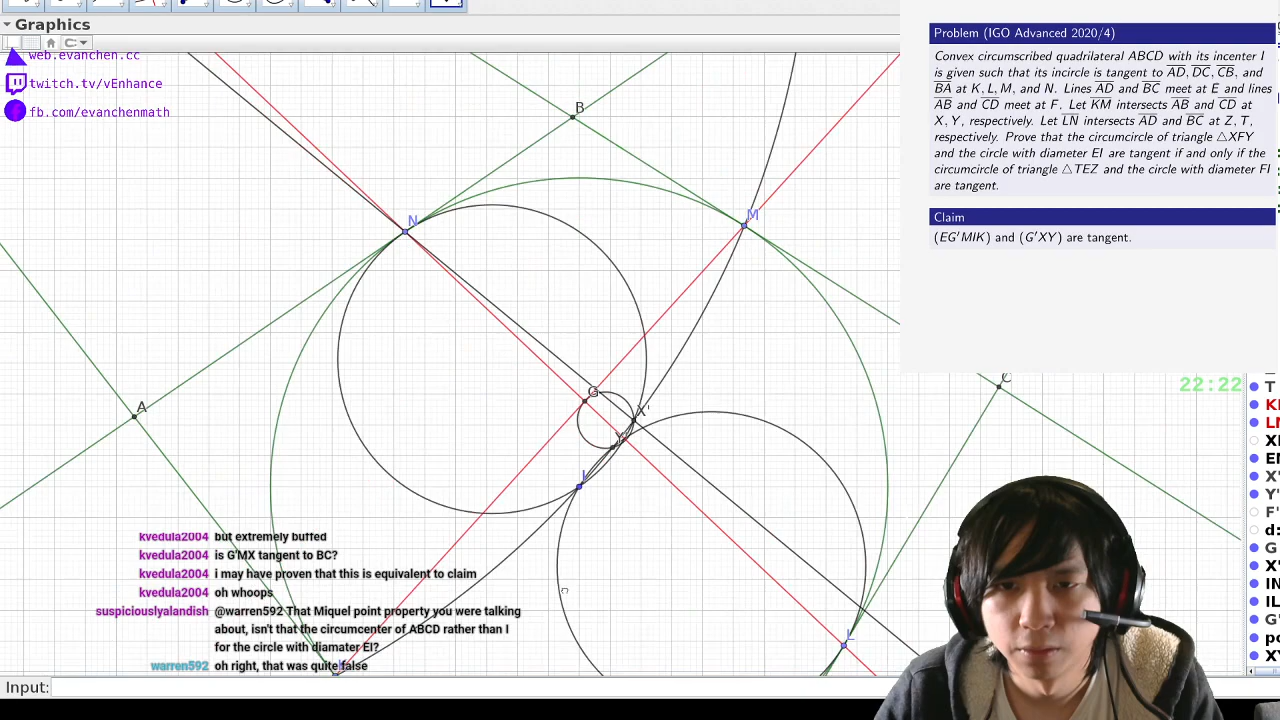 Graphics
web.evanchen.cc
twitch.tv/vEnhance
fb.com/evanchenmath
Problem (IGO Advanced 2020/4)
Convex circumscribed quadrilateral ABCD with its incenter I
is given such that its incircle is tangent to AD, DC, CB, and
BA at K, L, M, and N. Lines AD and BC meet at E and lines
AB and CD meet at F. Let KM intersects AB and CD at
X, Y, respectively. Let LN intersects AD and BC at Z, T,
respectively. Prove that the circumcircle of triangle △XFY
and the circle with diameter EI are tangent if and only if the
circumcircle of triangle △TEZ and the circle with diameter FI
are tangent.
Claim
(EG′MIK) and (G′XY) are tangent.
B
N
M
A
G
X'
C
L
22:22
T
X'
Y'
F'
d:
G
X'
IN
IL
G'
po
XY
kvedula2004 but extremely buffed
kvedula2004 is G'MX tangent to BC?
kvedula2004 i may have proven that this is equivalent to claim
kvedula2004 oh whoops
suspiciouslyalandish @warren592 That Miquel point property you were talking
about, isn't that the circumcenter of ABCD rather than I
for the circle with diamater EI?
warren592 oh right, that was quite false
Input: